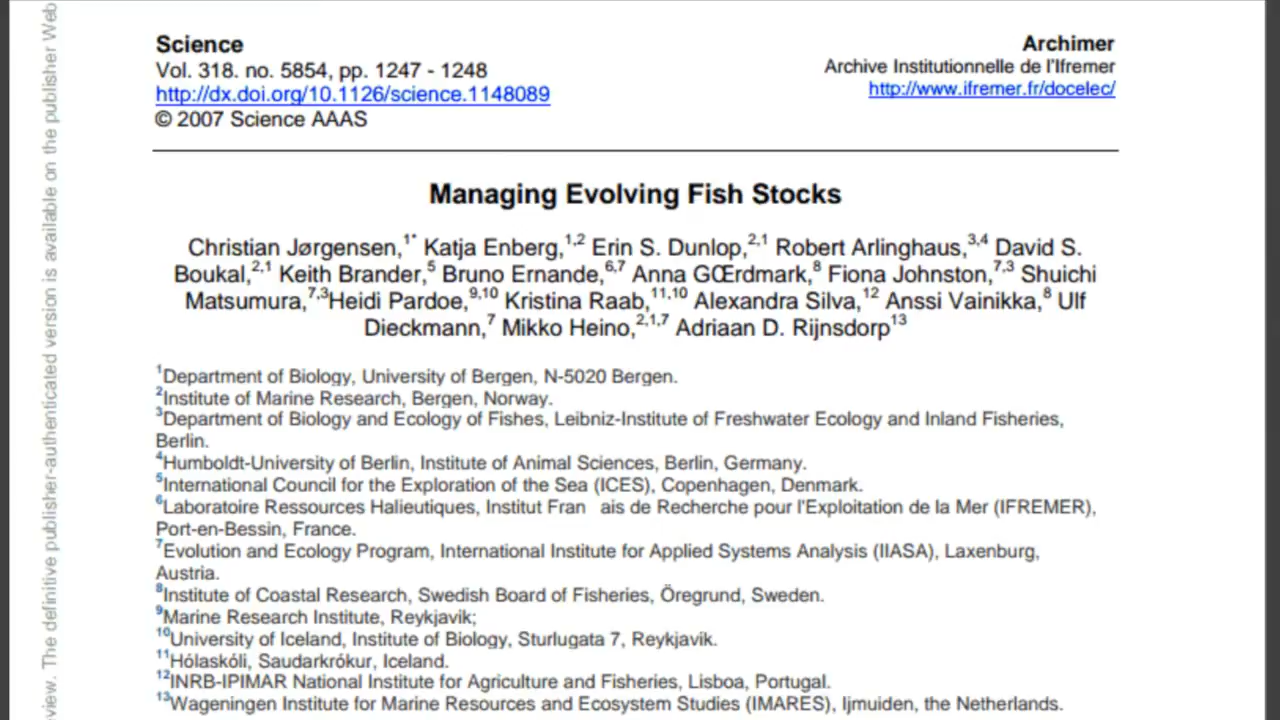 Science
Vol. 318. no. 5854, pp. 1247 - 1248
http://dx.doi.org/10.1126/science.1148089
© 2007 Science AAAS
Archimer
Archive Institutionnelle de l'Ifremer
http://www.ifremer.fr/docelec/
Managing Evolving Fish Stocks
Christian Jørgensen,1* Katja Enberg,1,2 Erin S. Dunlop,2,1 Robert Arlinghaus,3,4 David S.
Boukal,2,1 Keith Brander,5 Bruno Ernande,6,7 Anna GŒrdmark,8 Fiona Johnston,7,3 Shuichi
Matsumura,7,3Heidi Pardoe,9,10 Kristina Raab,11,10 Alexandra Silva,12 Anssi Vainikka,8 Ulf
Dieckmann,7 Mikko Heino,2,1,7 Adriaan D. Rijnsdorp13
1Department of Biology, University of Bergen, N-5020 Bergen.
2Institute of Marine Research, Bergen, Norway.
3Department of Biology and Ecology of Fishes, Leibniz-Institute of Freshwater Ecology and Inland Fisheries,
Berlin.
4Humboldt-University of Berlin, Institute of Animal Sciences, Berlin, Germany.
5International Council for the Exploration of the Sea (ICES), Copenhagen, Denmark.
6Laboratoire Ressources Halieutiques, Institut Fran ais de Recherche pour l'Exploitation de la Mer (IFREMER),
Port-en-Bessin, France.
7Evolution and Ecology Program, International Institute for Applied Systems Analysis (IIASA), Laxenburg,
Austria.
8Institute of Coastal Research, Swedish Board of Fisheries, Öregrund, Sweden.
9Marine Research Institute, Reykjavik;
10University of Iceland, Institute of Biology, Sturlugata 7, Reykjavik.
11Hólaskóli, Saudarkrókur, Iceland.
12INRB-IPIMAR National Institute for Agriculture and Fisheries, Lisboa, Portugal.
13Wageningen Institute for Marine Resources and Ecosystem Studies (IMARES), Ijmuiden, the Netherlands.
view. The definitive publisher-authenticated version is available on the publisher Web